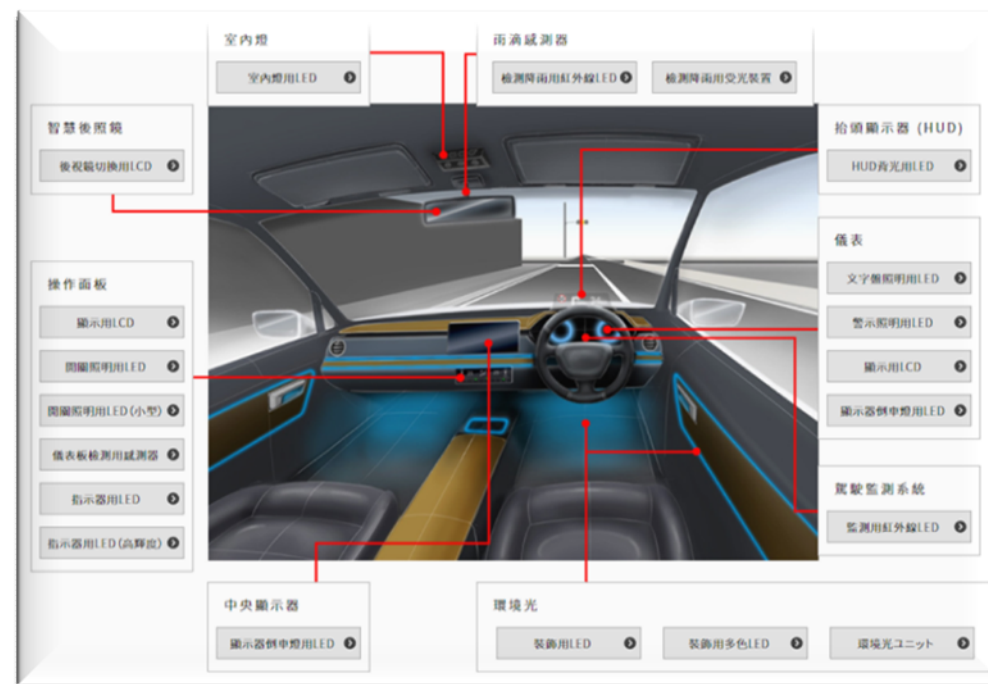 室內燈
室內燈用LED
雨滴感測器
檢測降雨用紅外線LED
檢測降雨用受光裝置
智慧後照鏡
後視鏡切換用LCD
抬頭顯示器 (HUD)
HUD背光用LED
儀表
文字盤照明用LED
警示照明用LED
顯示用LCD
顯示器倒車燈用LED
操作面板
顯示用LCD
開關照明用LED
開關照明用LED(小型)
儀表板檢測用感測器
指示器用LED
指示器用LED(高輝度)
駕駛監測系統
監測用紅外線LED
中央顯示器
顯示器倒車燈用LED
環境光
裝飾用LED
裝飾用多色LED
環境光ユニット